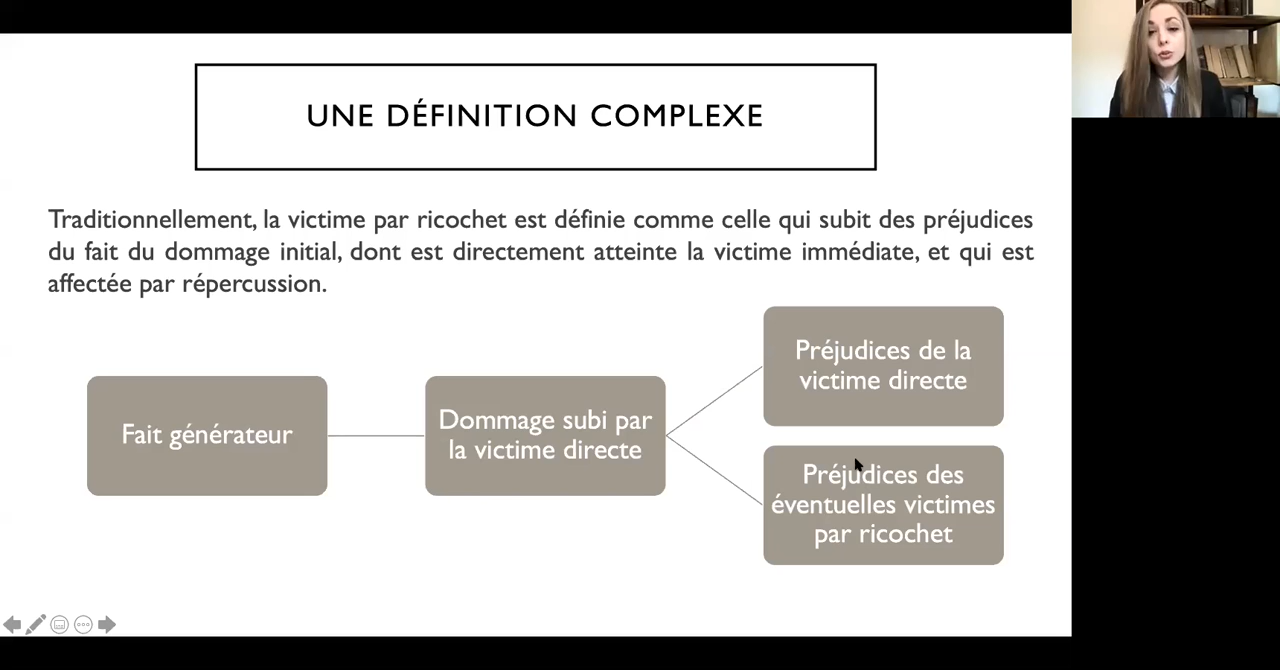 UNE DÉFINITION COMPLEXE
Traditionnellement, la victime par ricochet est définie comme celle qui subit des préjudices
du fait du dommage initial, dont est directement atteinte la victime immédiate, et qui est
affectée par répercussion.
Fait générateur
Dommage subi par
la victime directe
Préjudices de la
victime directe
Préjudices des
éventuelles victimes
par ricochet